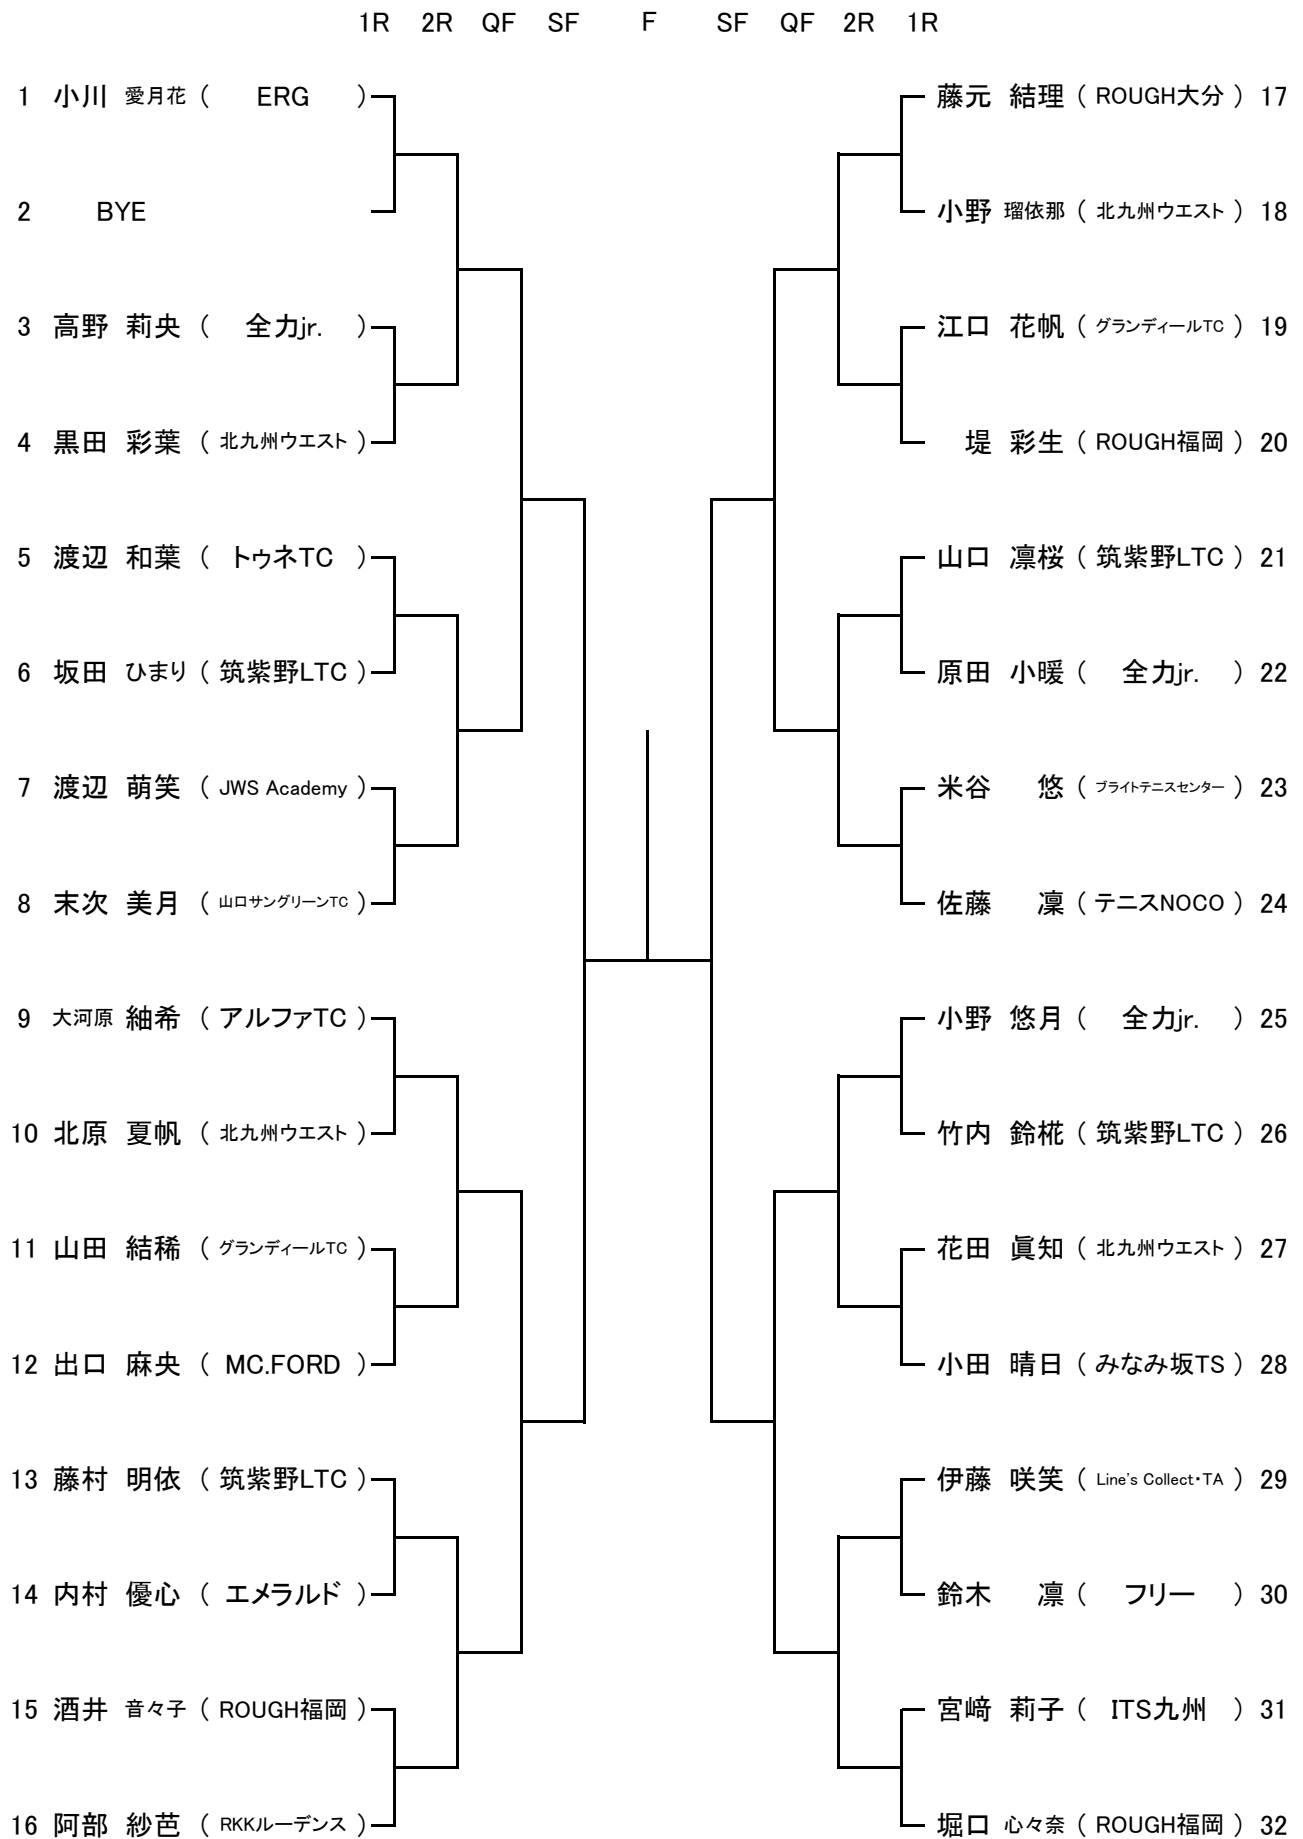 1R 2R QF SF F SF QF 2R 1R
1 小川 愛月花 ( ERG ) 藤元 結理 ( ROUGH大分 ) 17
2 BYE 小野 瑠依那 ( 北九州ウエスト ) 18
3 高野 莉央 ( 全力jr. ) 江口 花帆 ( グランディールTC ) 19
4 黒田 彩葉 ( 北九州ウエスト ) 堤 彩生 ( ROUGH福岡 ) 20
5 渡辺 和葉 ( トゥネTC ) 山口 凛桜 ( 筑紫野LTC ) 21
6 坂田 ひまり ( 筑紫野LTC ) 原田 小暖 ( 全力jr. ) 22
7 渡辺 萌笑 ( JWS Academy ) 米谷 悠 ( ブライトテニスセンター ) 23
8 末次 美月 ( 山口サングリーンTC ) 佐藤 凜 ( テニスNOCO ) 24
9 大河原 紬希 ( アルファTC ) 小野 悠月 ( 全力jr. ) 25
10 北原 夏帆 ( 北九州ウエスト ) 竹内 鈴椛 ( 筑紫野LTC ) 26
11 山田 結稀 ( グランディールTC ) 花田 眞知 ( 北九州ウエスト ) 27
12 出口 麻央 ( MC.FORD ) 小田 晴日 ( みなみ坂TS ) 28
13 藤村 明依 ( 筑紫野LTC ) 伊藤 咲笑 ( Line's Collect・TA ) 29
14 内村 優心 ( エメラルド ) 鈴木 凛 ( フリー ) 30
15 酒井 音々子 ( ROUGH福岡 ) 宮﨑 莉子 ( ITS九州 ) 31
16 阿部 紗芭 ( RKKルーデンス ) 堀口 心々奈 ( ROUGH福岡 ) 32